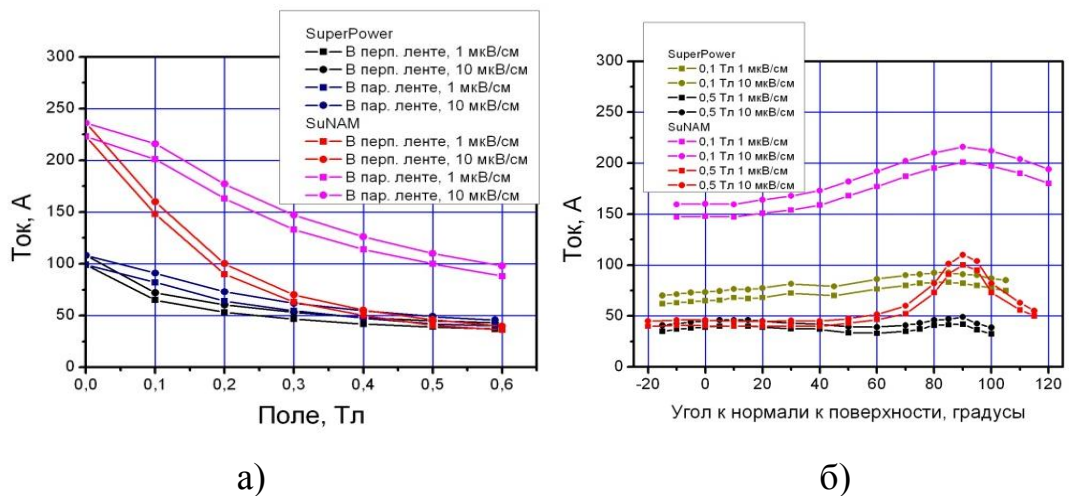 SuperPower
В перп. ленте, 1 мкВ/см
В перп. ленте, 10 мкВ/см
В пар. ленте, 1 мкВ/см
В пар. ленте, 10 мкВ/см
SuNAM
В перп. ленте, 1 мкВ/см
В перп. ленте, 10 мкВ/см
В пар. ленте, 1 мкВ/см
В пар. ленте, 10 мкВ/см
300
250
200
150
100
50
0
Ток, А
0,0 0,1 0,2 0,3 0,4 0,5 0,6
Поле, Тл
а)
SuperPower
0,1 Тл 1 мкВ/см
0,1 Тл 10 мкВ/см
0,5 Тл 1 мкВ/см
0,5 Тл 10 мкВ/см
SuNAM
0,1 Тл 1 мкВ/см
0,1 Тл 10 мкВ/см
0,5 Тл 1 мкВ/см
0,5 Тл 10 мкВ/см
300
250
200
150
100
50
0
Ток, А
-20 0 20 40 60 80 100 120
Угол к нормали к поверхности, градусы
б)